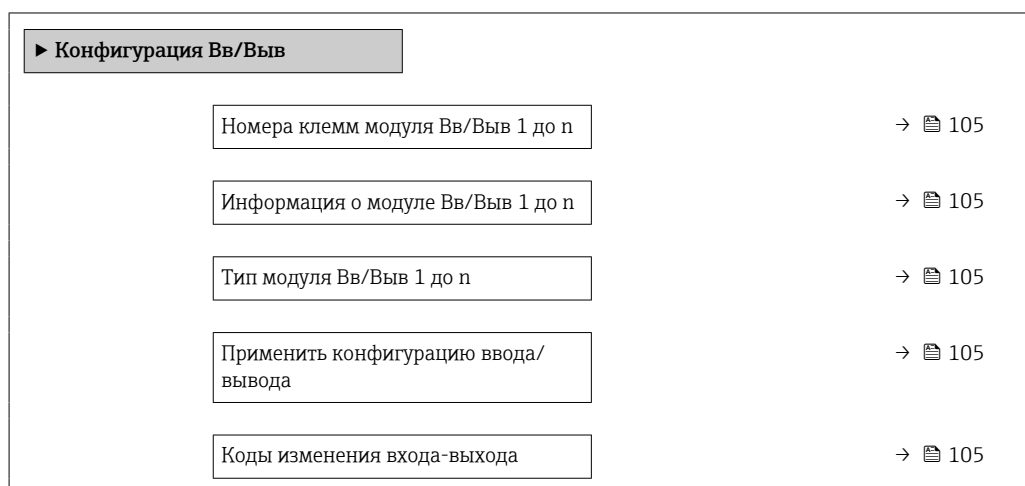 ▶ Конфигурация Вв/Выв
Номера клемм модуля Вв/Выв 1 до n → 105
Информация о модуле Вв/Выв 1 до n → 105
Тип модуля Вв/Выв 1 до n → 105
Применить конфигурацию ввода/ → 105
вывода
Коды изменения входа-выхода → 105